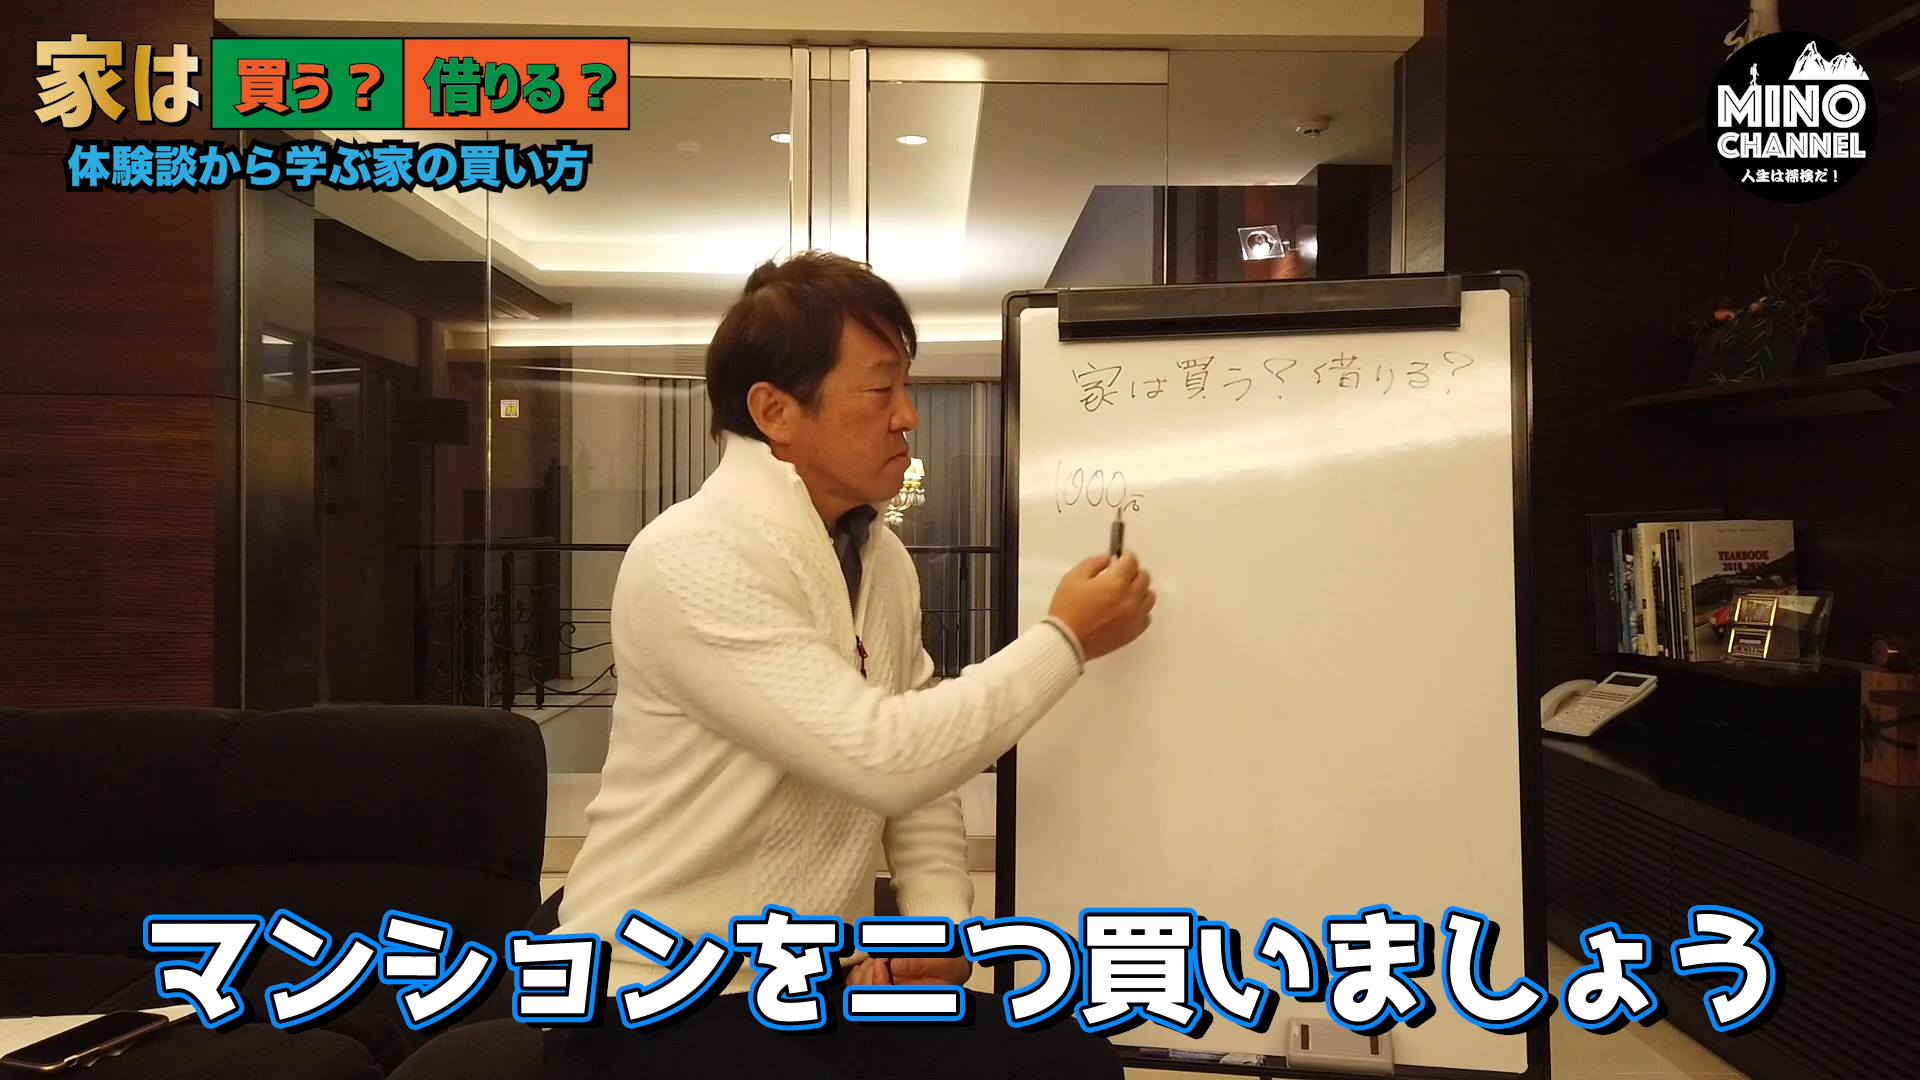 家は 買う? 借りる?
体験談から学ぶ家の買い方
MINO
CHANNEL
人生は探検だ!
家は買う? 借りる?
1000万
YEARBOOK
マンションを二つ買いましょう